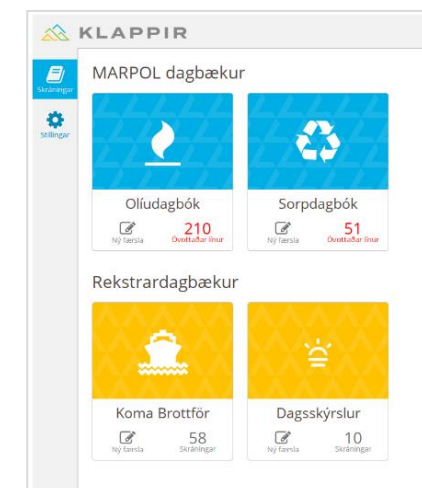 KLAPPIR
Skráningar
Stillingar
MARPOL dagbækur
Olíudagbók
Ný færsla
210
Óvottaðar línur
Sorpdagbók
Ný færsla
51
Óvottaðar línur
Rekstrardagbækur
Koma Brottför
Ný færsla
58
Skráningar
Dagsskýrslur
Ný færsla
10
Skráningar